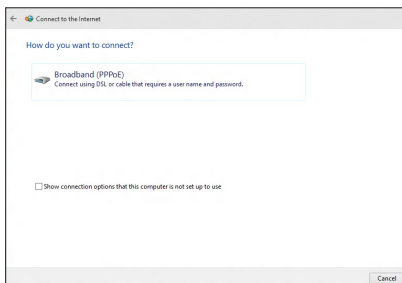 Connect to the Internet
How do you want to connect?
Broadband (PPPoE)
Connect using DSL or cable that requires a user name and password.
Show connection options that this computer is not set up to use
Cancel